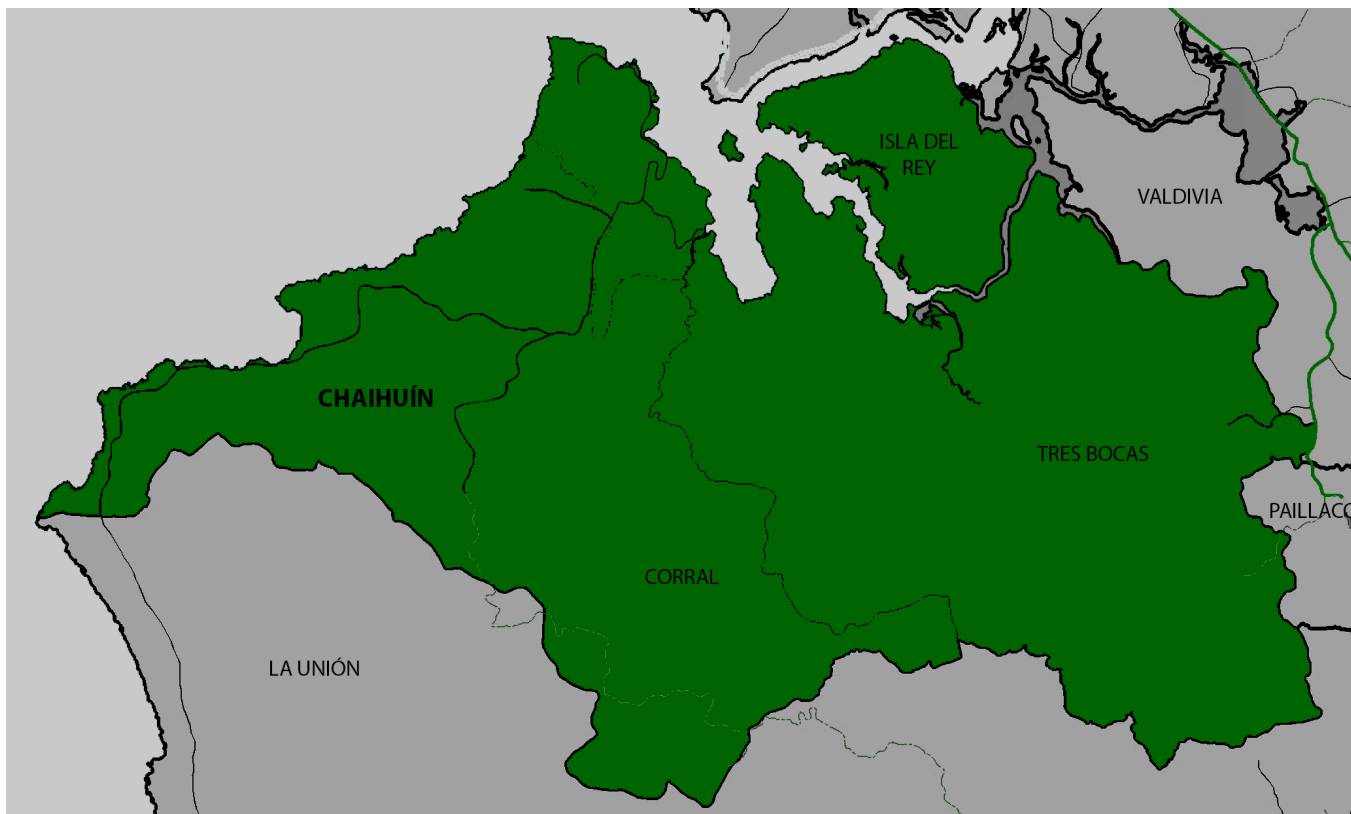 ISLA DEL
REY
VALDIVIA
CHAIHUÍN
TRES BOCAS
PAILLACO
CORRAL
LA UNIÓN